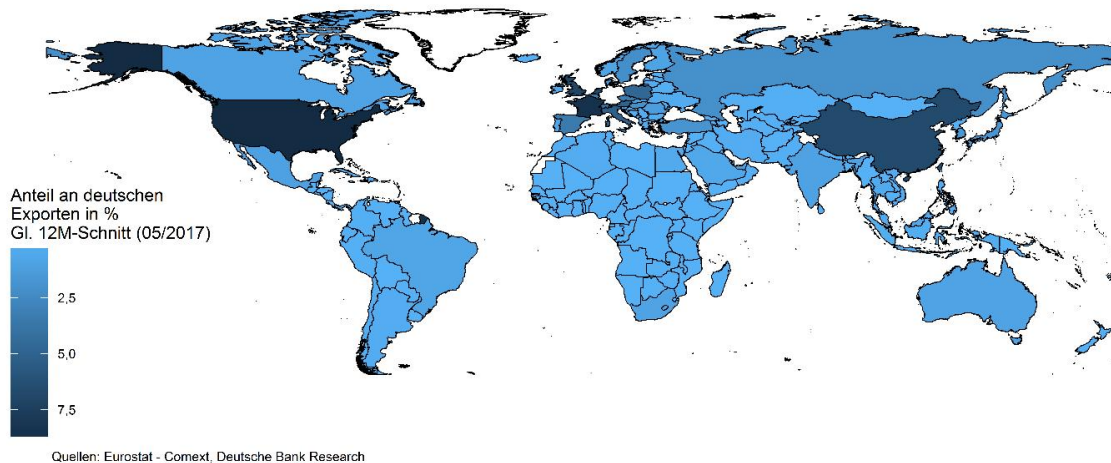 Anteil an deutschen
Exporten in %
Gl. 12M-Schnitt (05/2017)
2,5
5,0
7,5
Quellen: Eurostat - Comext, Deutsche Bank Research